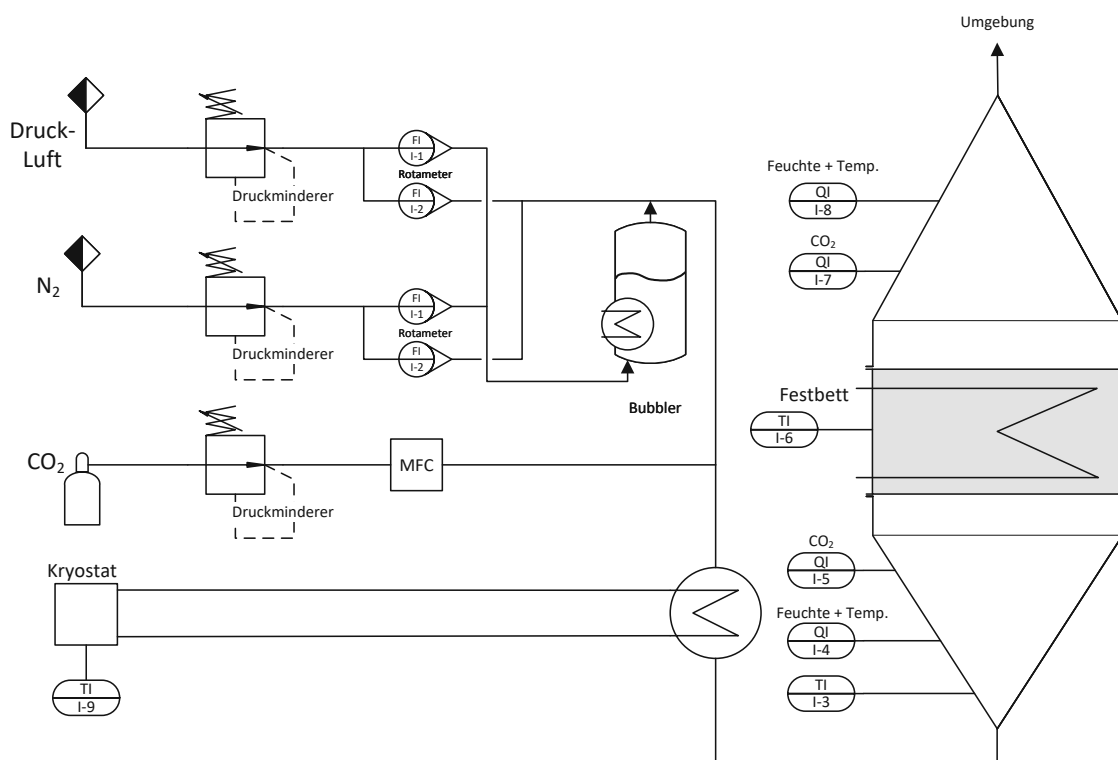 Umgebung
Druck-
Luft
Druckminderer
FI
I-1
Rotameter
FI
I-2
Feuchte + Temp.
QI
I-8
CO₂
QI
I-7
N₂
Druckminderer
FI
I-1
Rotameter
FI
I-2
Bubbler
Festbett
TI
I-6
CO₂
Druckminderer
MFC
Kryostat
TI
I-9
CO₂
QI
I-5
Feuchte + Temp.
QI
I-4
TI
I-3